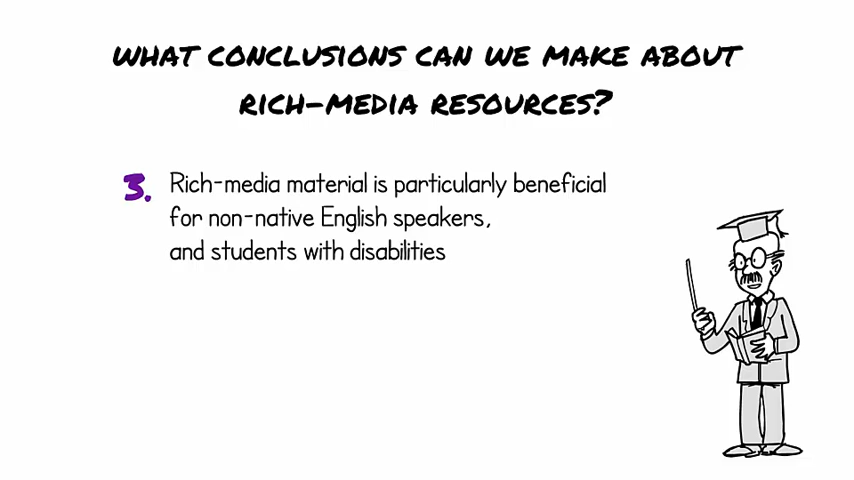 WHAT CONCLUSIONS CAN WE MAKE ABOUT
RICH-MEDIA RESOURCES?
3. Rich-media material is particularly beneficial
for non-native English speakers,
and students with disabilities